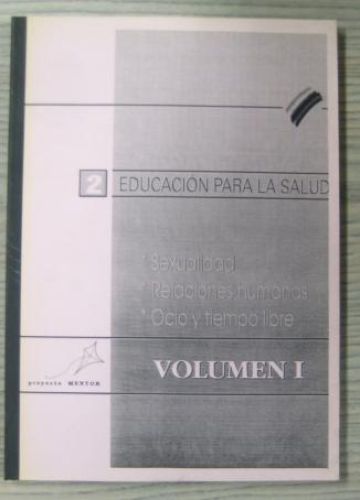 2 EDUCACIÓN PARA LA SALUD
* Sexualidad
* Relaciones humanas
* Ocio y tiempo libre
VOLUMEN I
proyecto MENTOR